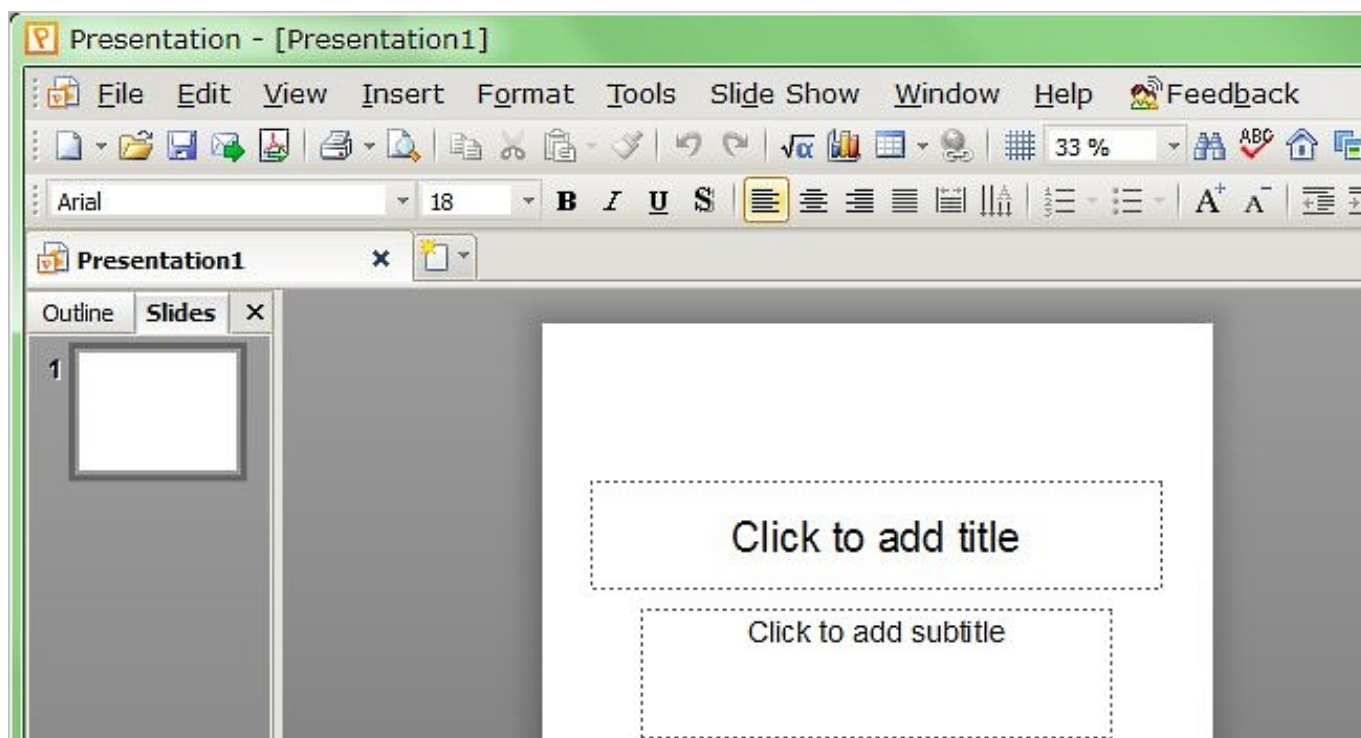 Presentation - [Presentation1]
File Edit View Insert Format Tools Slide Show Window Help Feedback
√α 33 % ABC
Arial 18 B I U S A+ A-
Presentation1
Outline Slides
1
Click to add title
Click to add subtitle